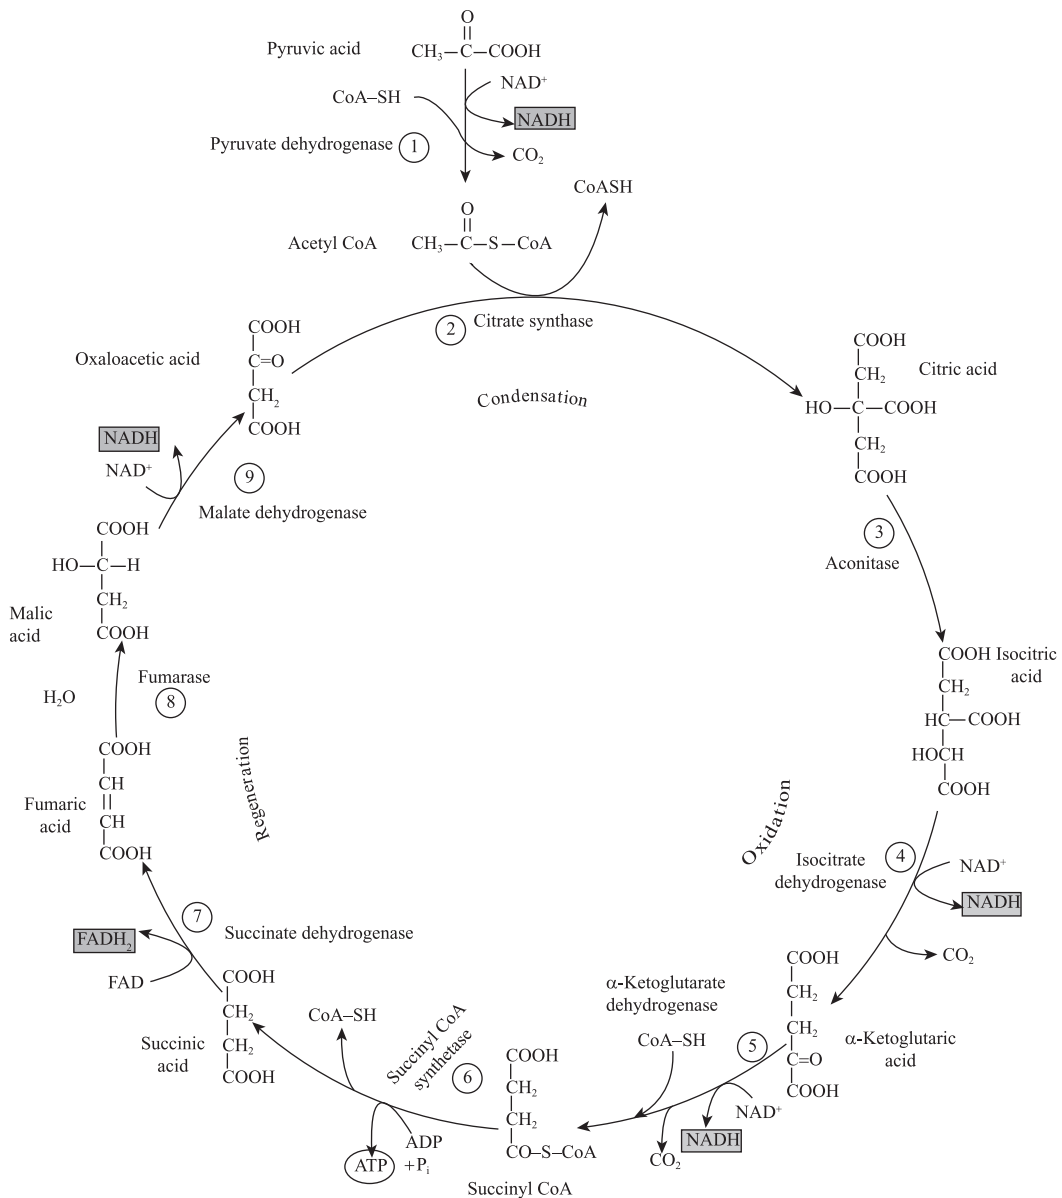 O
||
Pyruvic acid CH₃–C–COOH
NAD⁺
CoA–SH
NADH
Pyruvate dehydrogenase 1
CO₂
CoASH
O
||
Acetyl CoA CH₃–C–S–CoA
2 Citrate synthase
Condensation
Oxaloacetic acid
COOH
C=O
CH₂
COOH
Citric acid
COOH
CH₂
HO–C–COOH
CH₂
COOH
3
Aconitase
Isocitric
acid
COOH
CH₂
HC–COOH
HOCH
COOH
Oxidation
4
Isocitrate
dehydrogenase
NAD⁺
NADH
CO₂
α-Ketoglutaric
acid
COOH
CH₂
CH₂
C=O
COOH
α-Ketoglutarate
dehydrogenase
5
CoA–SH
NAD⁺
NADH
CO₂
COOH
CH₂
CH₂
CO–S–CoA
Succinyl CoA
Succinyl CoA
synthetase
6
CoA–SH
ADP
+Pᵢ
ATP
Succinic
acid
COOH
CH₂
CH₂
COOH
7
Succinate dehydrogenase
FADH₂
FAD
Regeneration
Fumaric
acid
COOH
CH
||
CH
COOH
Fumarase
8
H₂O
Malic
acid
COOH
HO–C–H
CH₂
COOH
9
Malate dehydrogenase
NADH
NAD⁺